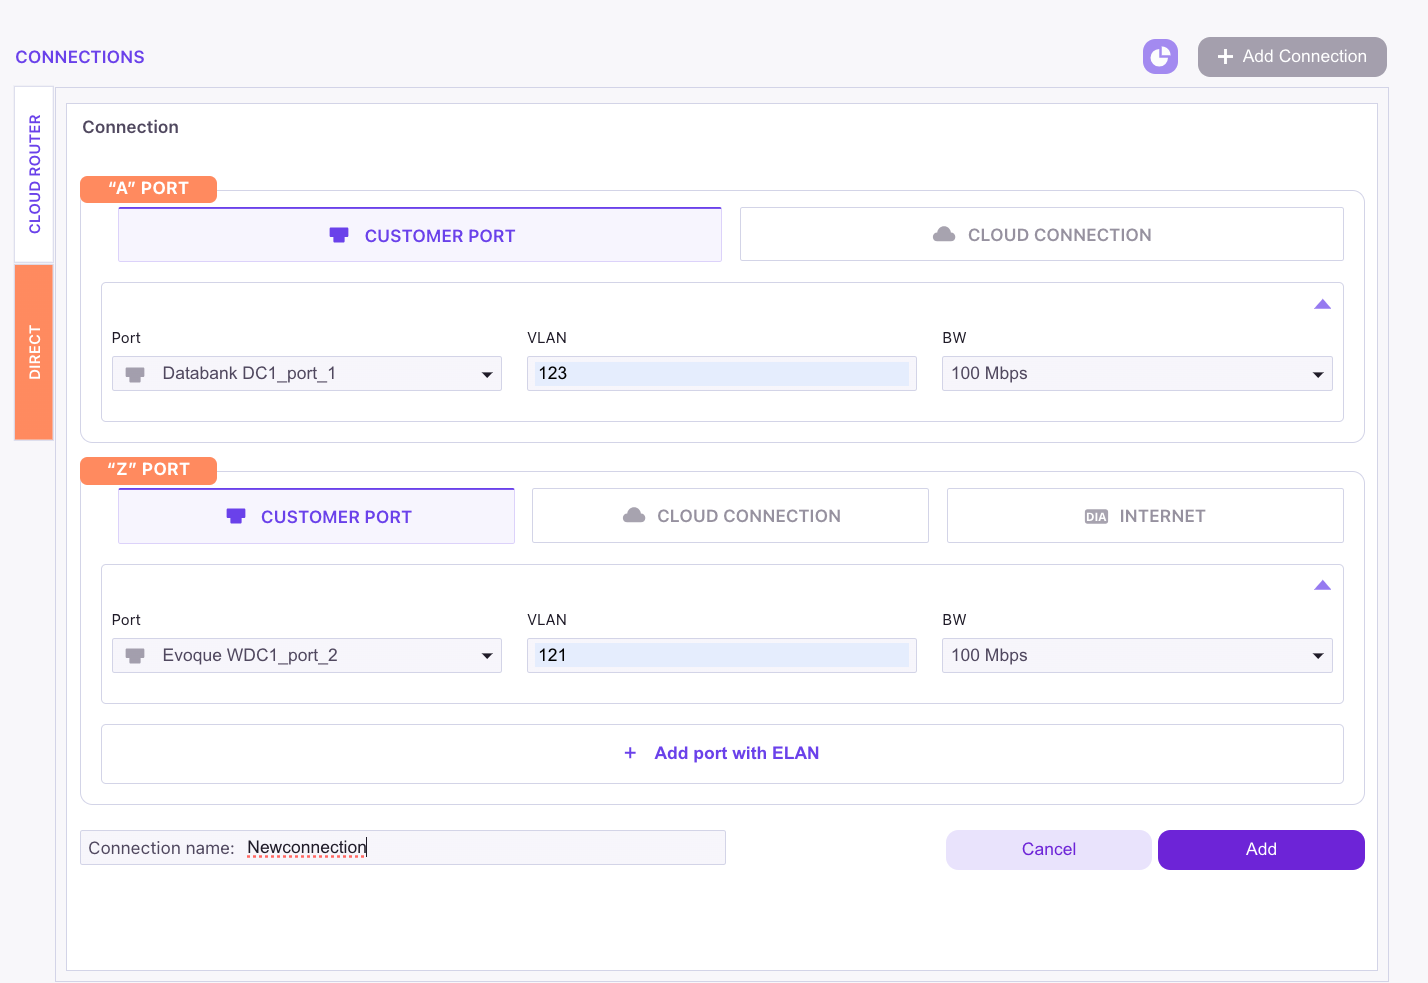 CONNECTIONS
Add Connection
CLOUD ROUTER
DIRECT
Connection
“A” PORT
CUSTOMER PORT
CLOUD CONNECTION
Port
VLAN
BW
Databank DC1_port_1
123
100 Mbps
“Z” PORT
CUSTOMER PORT
CLOUD CONNECTION
DIA INTERNET
Port
VLAN
BW
Evoque WDC1_port_2
121
100 Mbps
+ Add port with ELAN
Connection name: Newconnection
Cancel
Add